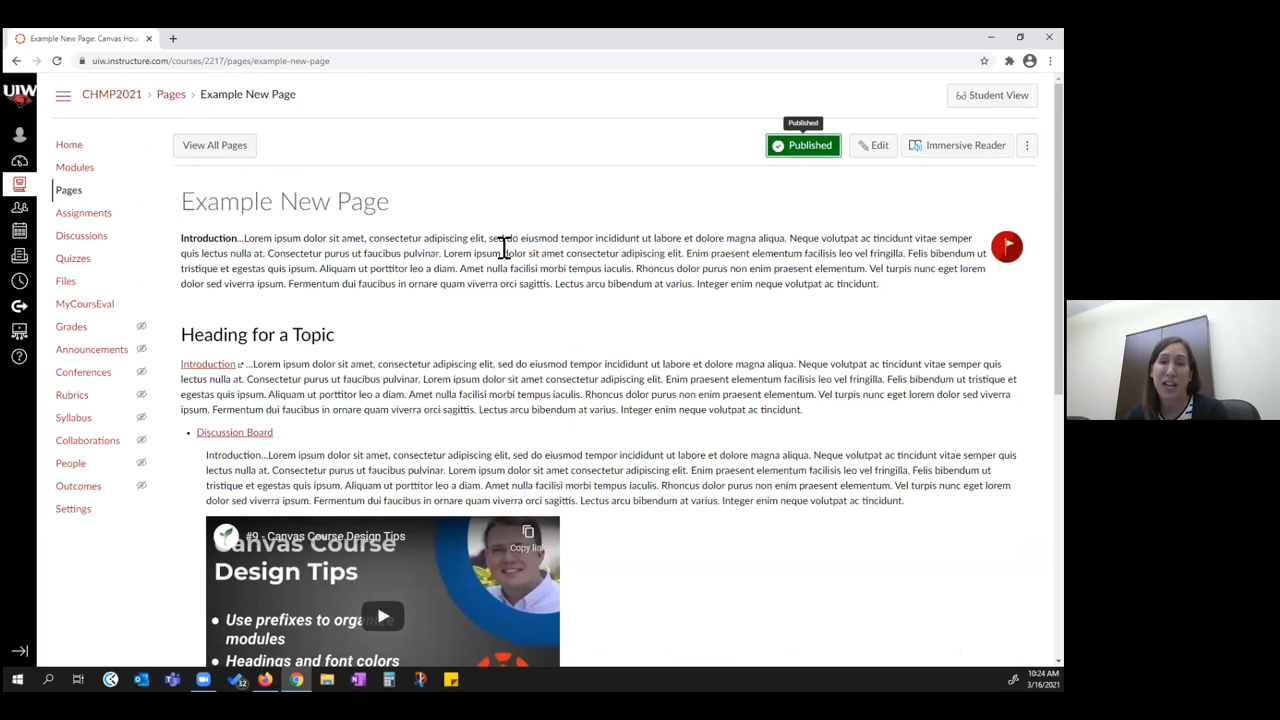 Example New Page: Canvas Hou
uiw.instructure.com/courses/2217/pages/example-new-page
UIW
CHMP2021 > Pages > Example New Page
Student View
Published
View All Pages
Published
Edit
Immersive Reader
Home
Modules
Pages
Assignments
Discussions
Quizzes
Files
MyCoursEval
Grades
Announcements
Conferences
Rubrics
Syllabus
Collaborations
People
Outcomes
Settings
Example New Page
Introduction...Lorem ipsum dolor sit amet, consectetur adipiscing elit, sed do eiusmod tempor incididunt ut labore et dolore magna aliqua. Neque volutpat ac tincidunt vitae semper
quis lectus nulla at. Consectetur purus ut faucibus pulvinar. Lorem ipsum dolor sit amet, consectetur adipiscing elit. Enim praesent elementum facilisis leo vel fringilla. Felis bibendum ut
tristique et egestas quis ipsum. Aliquam ut porttitor leo a diam. Amet nulla facilisi morbi tempus iaculis. Rhoncus dolor purus non enim praesent elementum. Vel turpis nunc eget lorem
dolor sed viverra ipsum. Fermentum dui faucibus in ornare quam viverra orci sagittis. Lectus arcu bibendum at varius. Integer enim neque volutpat ac tincidunt.
Heading for a Topic
Introduction ...Lorem ipsum dolor sit amet, consectetur adipiscing elit, sed do eiusmod tempor incididunt ut labore et dolore magna aliqua. Neque volutpat ac tincidunt vitae semper quis
lectus nulla at. Consectetur purus ut faucibus pulvinar. Lorem ipsum dolor sit amet, consectetur adipiscing elit. Enim praesent elementum facilisis leo vel fringilla. Felis bibendum ut tristique et
egestas quis ipsum. Aliquam ut porttitor leo a diam. Amet nulla facilisi morbi tempus iaculis. Rhoncus dolor purus non enim praesent elementum. Vel turpis nunc eget lorem dolor sed viverra ipsum.
Fermentum dui faucibus in ornare quam viverra orci sagittis. Lectus arcu bibendum at varius. Integer enim neque volutpat ac tincidunt.
• Discussion Board
Introduction...Lorem ipsum dolor sit amet, consectetur adipiscing elit, sed do eiusmod tempor incididunt ut labore et dolore magna aliqua. Neque volutpat ac tincidunt vitae semper quis
lectus nulla at. Consectetur purus ut faucibus pulvinar. Lorem ipsum dolor sit amet, consectetur adipiscing elit. Enim praesent elementum facilisis leo vel fringilla. Felis bibendum ut
tristique et egestas quis ipsum. Aliquam ut porttitor leo a diam. Amet nulla facilisi morbi tempus iaculis. Rhoncus dolor purus non enim praesent elementum. Vel turpis nunc eget lorem
dolor sed viverra ipsum. Fermentum dui faucibus in ornare quam viverra orci sagittis. Lectus arcu bibendum at varius. Integer enim neque volutpat ac tincidunt.
#9 - Canvas Course Design Tips
Copy link
Canvas Course
Design Tips
• Use prefixes to organize
modules
• Headings and font colors
32
10:24 AM
3/16/2021